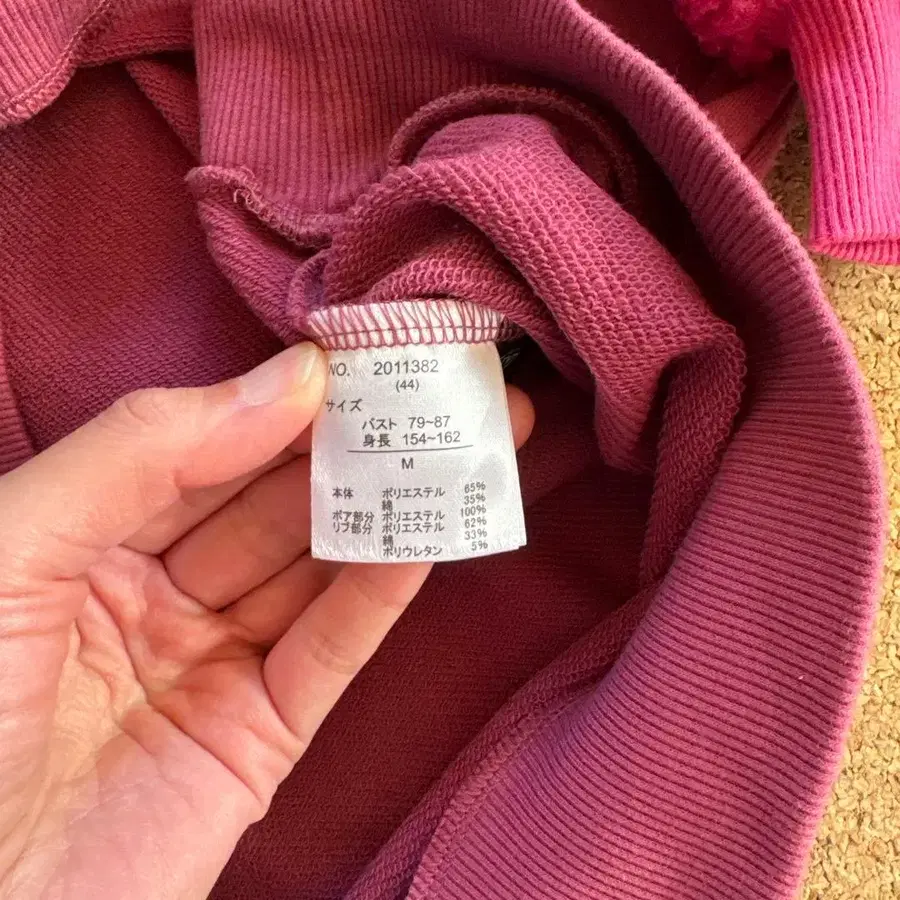 NO. 2011382
(44)
サイズ
バスト 79~87
身長 154~162
M
本体 ポリエステル 65%
綿 35%
ボア部分 ポリエステル 100%
リブ部分 ポリエステル 62%
綿 33%
ポリウレタン 5%